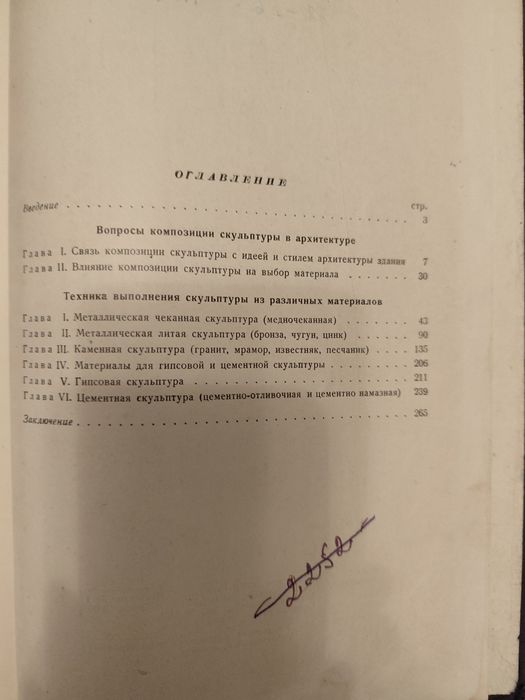 ОГЛАВЛЕНИЕ
стр.
Введение . . . . . . . . . . . . . . . . . . . . . . . . . . . . . . 3
Вопросы композиции скульптуры в архитектуре
Глава I. Связь композиции скульптуры с идеей и стилем архитектуры здания 7
Глава II. Влияние композиции скульптуры на выбор материала . . . . . . . 30
Техника выполнения скульптуры из различных материалов
Глава I. Металлическая чеканная скульптура (медночеканная) . . . . . . . 43
Глава II. Металлическая литая скульптура (бронза, чугун, цинк) . . . . . . 90
Глава III. Каменная скульптура (гранит, мрамор, известняк, песчаник) . . . . 135
Глава IV. Материалы для гипсовой и цементной скульптуры . . . . . . . . 206
Глава V. Гипсовая скульптура . . . . . . . . . . . . . . . . . . . 211
Глава VI. Цементная скульптура (цементно-отливочная и цементно намазная) 239
Заключение . . . . . . . . . . . . . . . . . . . . . . . . . . . . . 265
2252